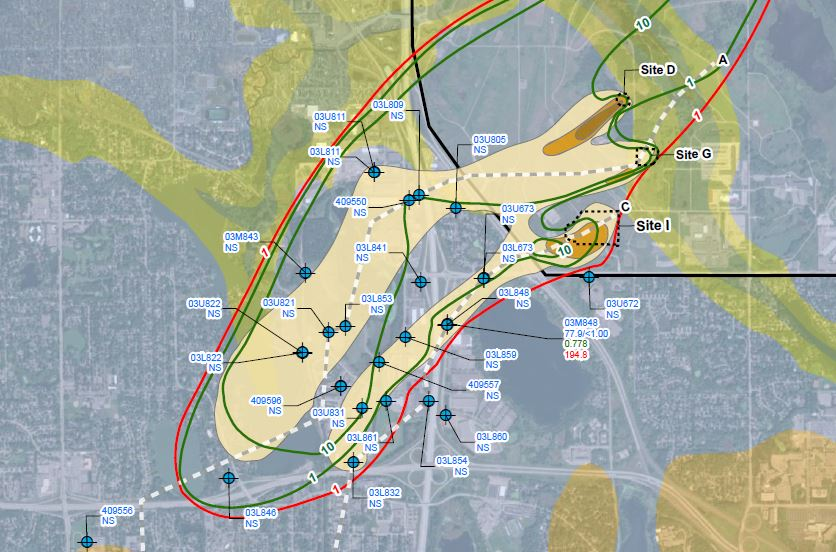 10
A
Site D
1
1
03L809
NS
03U811
NS
03U805
NS
03L811
NS
Site G
409550
NS
03U673
NS
C
Site I
03M843
NS
1
03L841
NS
03L673
NS
10
03U822
NS
03U821
NS
03L853
NS
03L848
NS
03U672
NS
03M848
77.9/<1.00
0.778
194.8
03L822
NS
03L859
NS
409596
NS
409557
NS
03U831
NS
03L861
NS
03L860
NS
10
03L854
NS
1
1
03L832
NS
409556
NS
03L846
NS